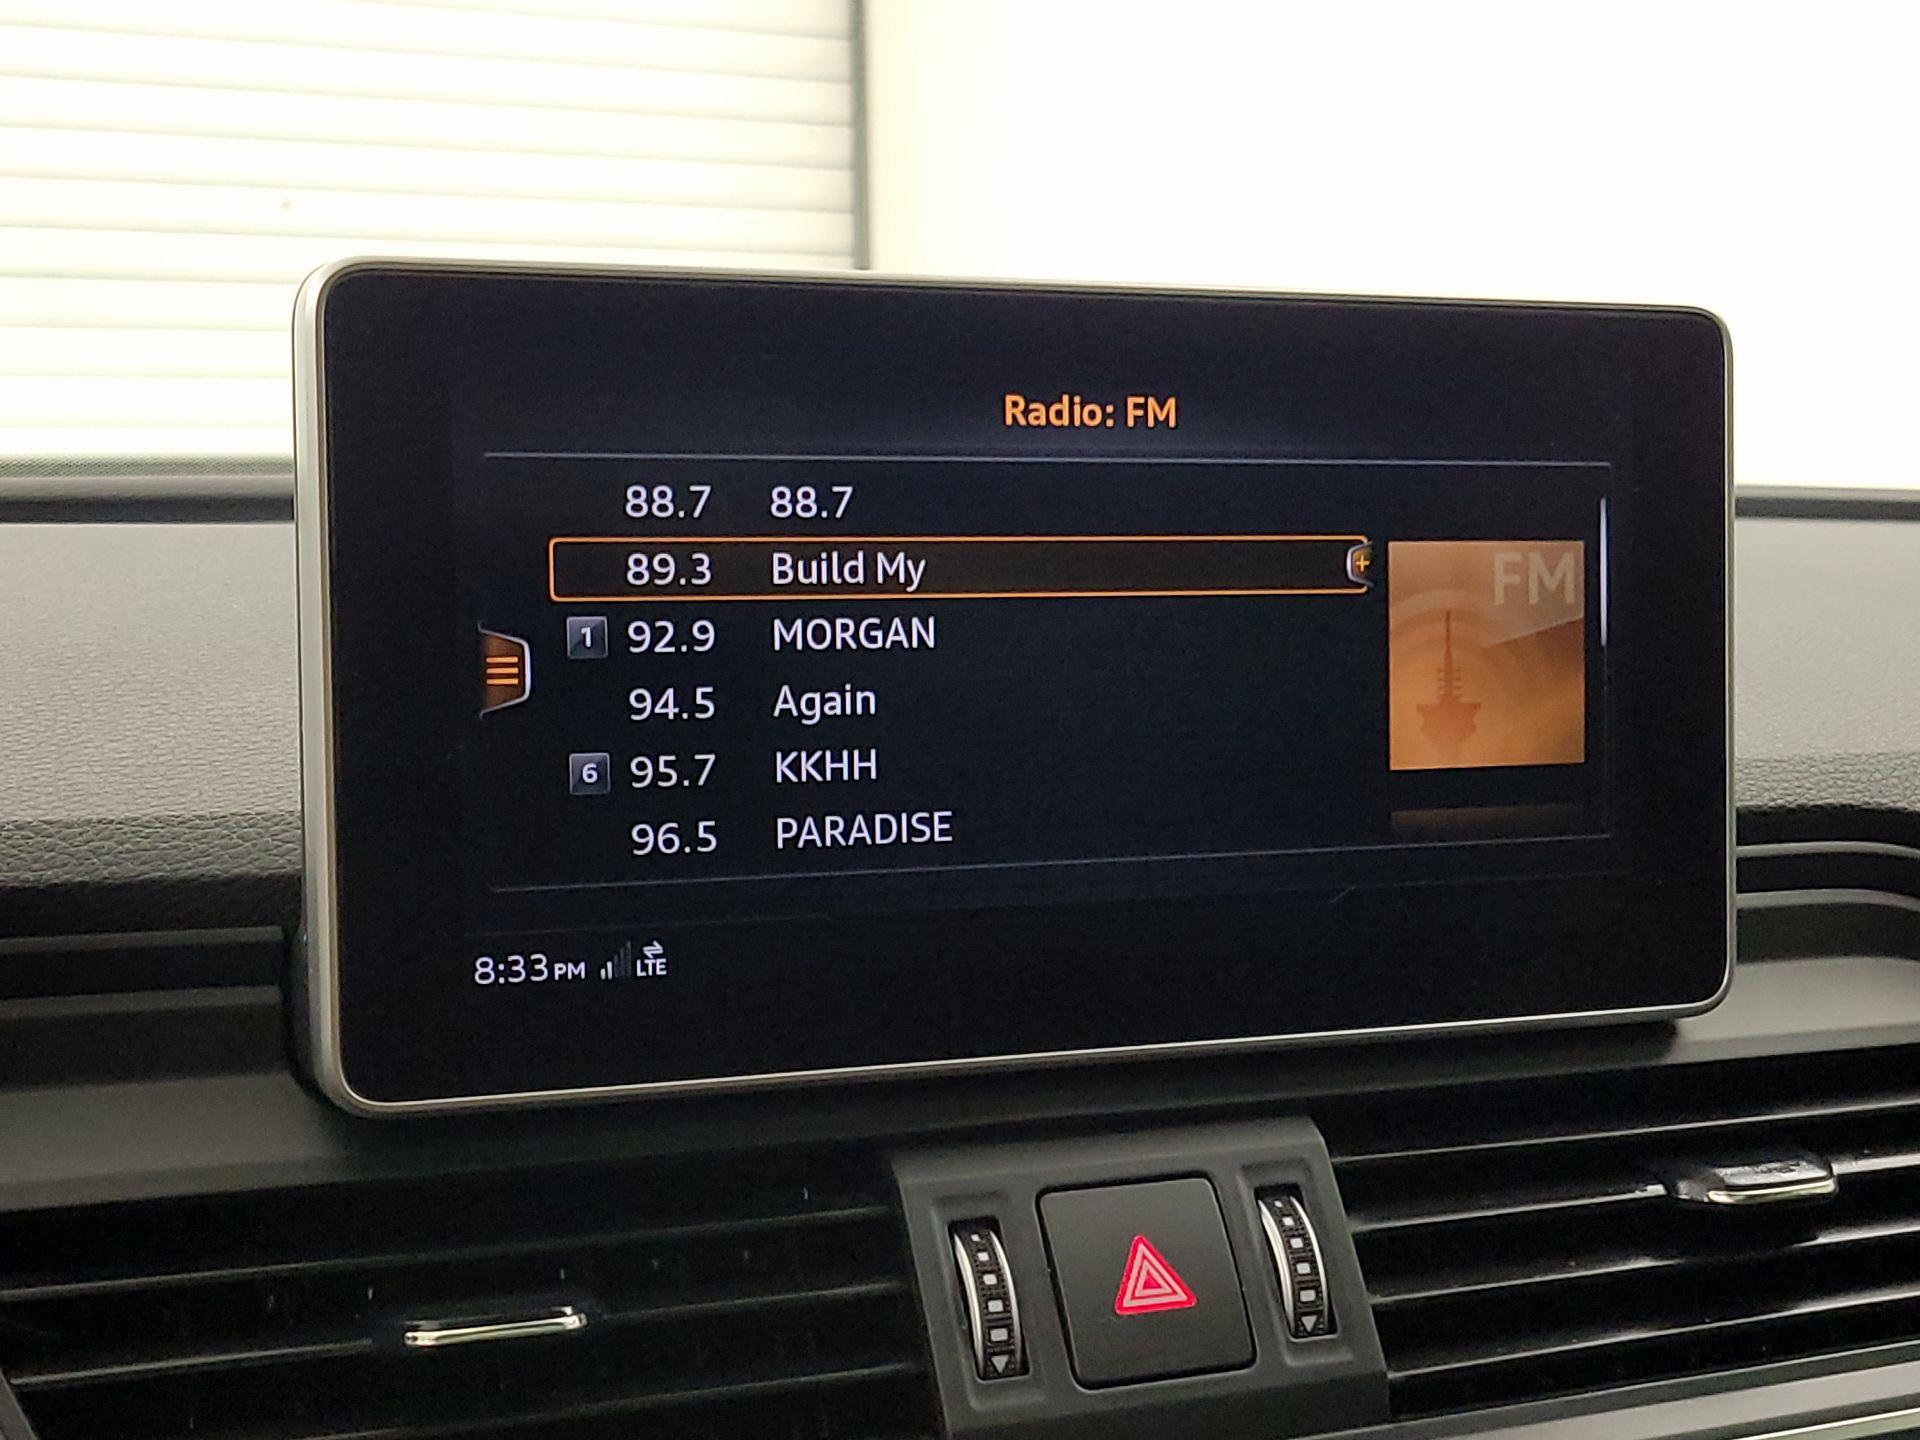 Radio: FM
88.7 88.7
89.3 Build My
FM
1 92.9 MORGAN
94.5 Again
6 95.7 KKHH
96.5 PARADISE
8:33 PM LTE